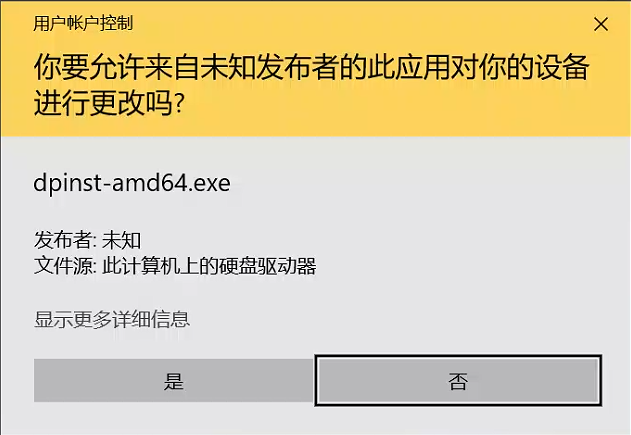 用户帐户控制
你要允许来自未知发布者的此应用对你的设备
进行更改吗?
dpinst-amd64.exe
发布者: 未知
文件源: 此计算机上的硬盘驱动器
显示更多详细信息
是
否